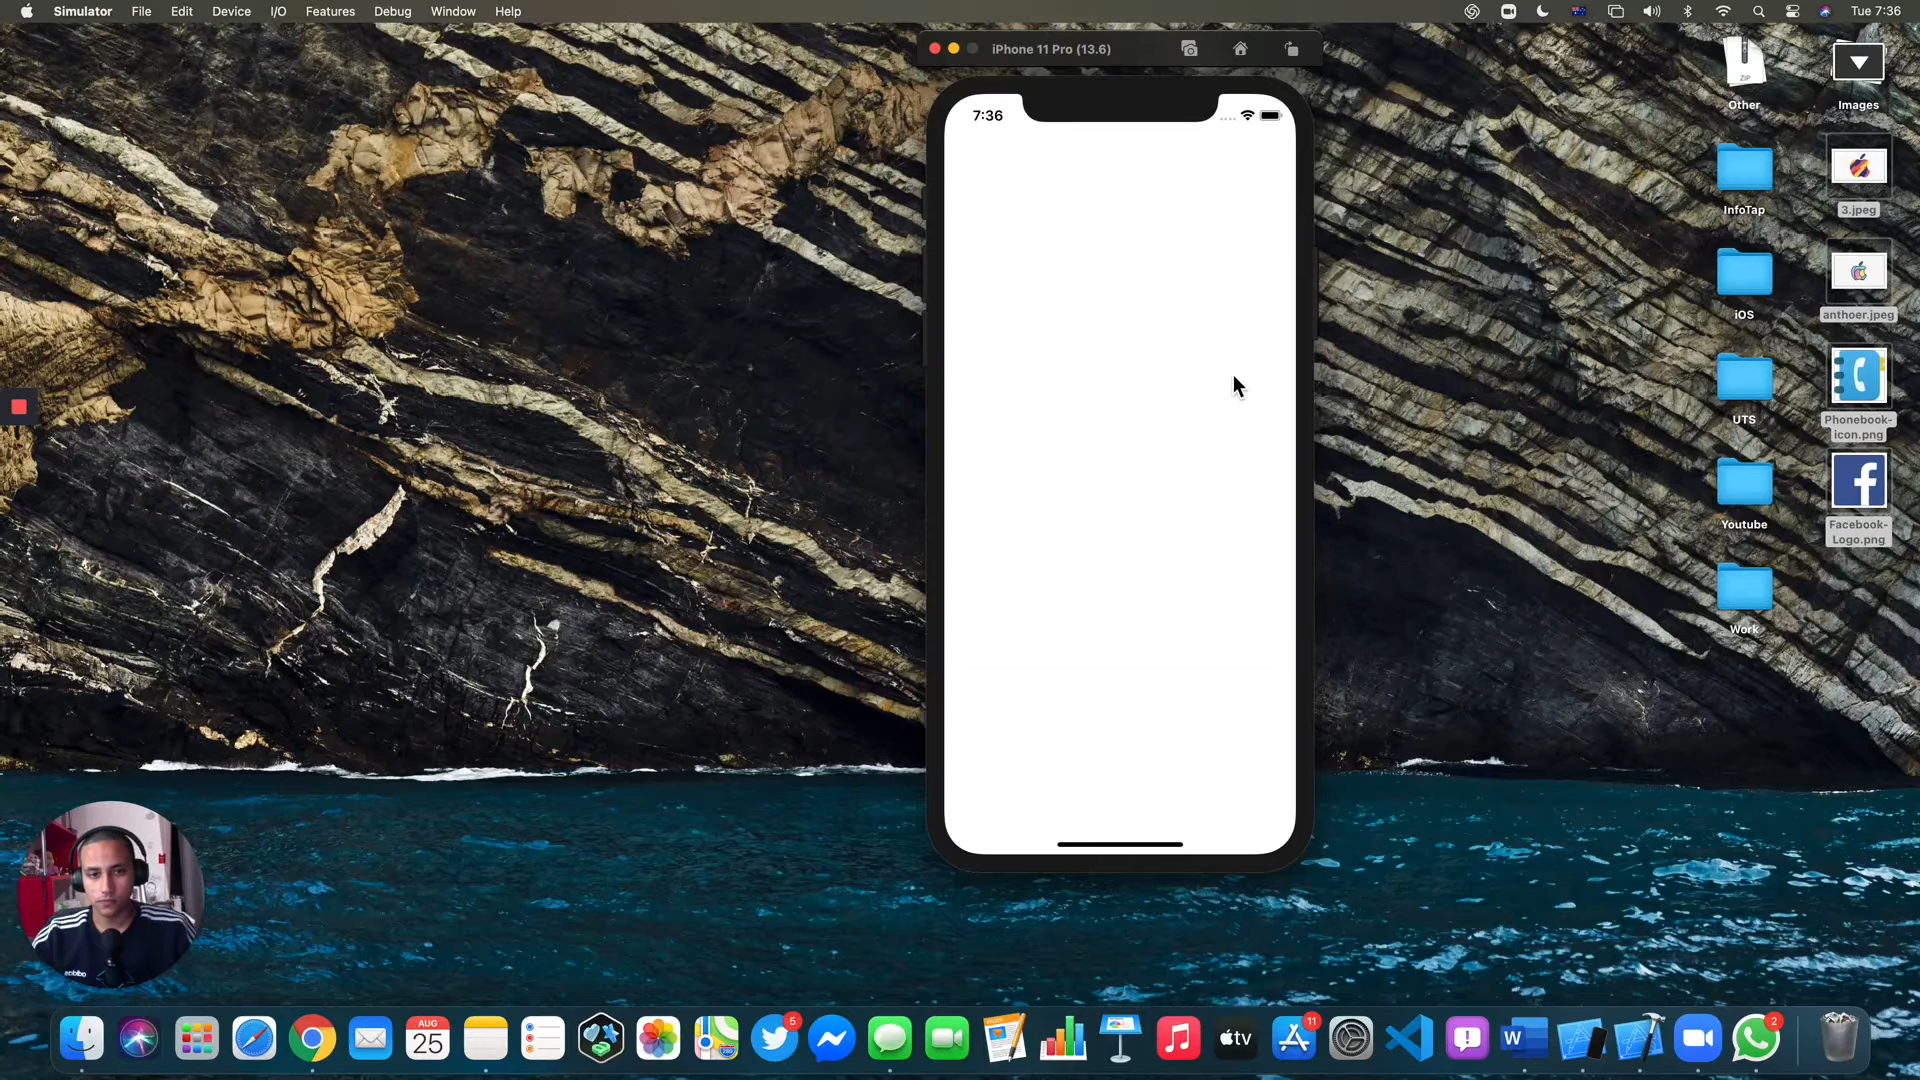 Simulator File Edit Device I/O Features Debug Window Help
Tue 7:36
iPhone 11 Pro (13.6)
7:36
ZIP
Other
Images
InfoTap
3.jpeg
iOS
anthoer.jpeg
UTS
Phonebook-
icon.png
Youtube
Facebook-
Logo.png
Work
AUG
25
5
tv
11
W
2